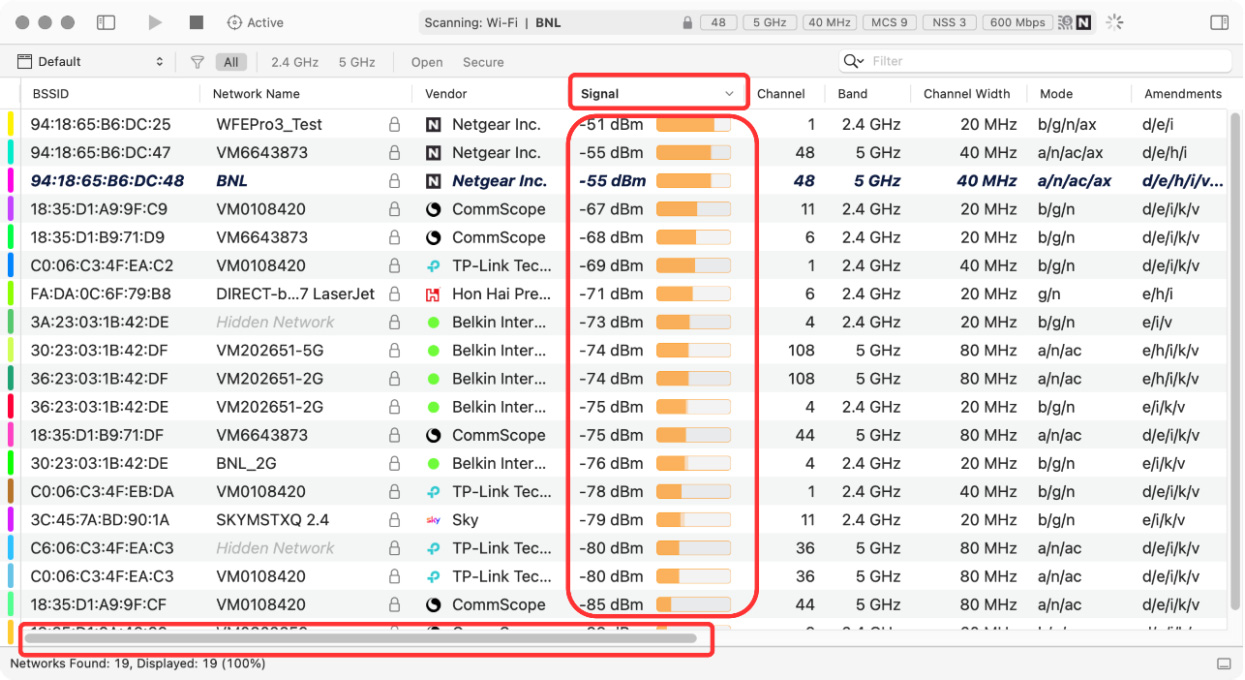 Active Scanning: Wi-Fi | BNL 48 5 GHz 40 MHz MCS 9 NSS 3 600 Mbps N
Default All 2.4 GHz 5 GHz Open Secure Filter
BSSID Network Name Vendor Signal Channel Band Channel Width Mode Amendments
94:18:65:B6:DC:25 WFEPro3_Test N Netgear Inc. -51 dBm 1 2.4 GHz 20 MHz b/g/n/ax d/e/i
94:18:65:B6:DC:47 VM6643873 N Netgear Inc. -55 dBm 48 5 GHz 40 MHz a/n/ac/ax d/e/h/i
94:18:65:B6:DC:48 BNL N Netgear Inc. -55 dBm 48 5 GHz 40 MHz a/n/ac/ax d/e/h/i/v...
18:35:D1:A9:9F:C9 VM0108420 CommScope -67 dBm 11 2.4 GHz 20 MHz b/g/n d/e/i/k/v
18:35:D1:B9:71:D9 VM6643873 CommScope -68 dBm 6 2.4 GHz 20 MHz b/g/n d/e/i/k/v
C0:06:C3:4F:EA:C2 VM0108420 TP-Link Tec... -69 dBm 1 2.4 GHz 40 MHz b/g/n d/e/i/k/v
FA:DA:0C:6F:79:B8 DIRECT-b...7 LaserJet Hon Hai Pre... -71 dBm 6 2.4 GHz 20 MHz g/n e/h/i
3A:23:03:1B:42:DE Hidden Network Belkin Inter... -73 dBm 4 2.4 GHz 20 MHz b/g/n e/i/v
30:23:03:1B:42:DF VM202651-5G Belkin Inter... -74 dBm 108 5 GHz 80 MHz a/n/ac e/h/i/k/v
36:23:03:1B:42:DF VM202651-2G Belkin Inter... -74 dBm 108 5 GHz 80 MHz a/n/ac e/h/i/k/v
36:23:03:1B:42:DE VM202651-2G Belkin Inter... -75 dBm 4 2.4 GHz 20 MHz b/g/n e/i/k/v
18:35:D1:B9:71:DF VM6643873 CommScope -75 dBm 44 5 GHz 80 MHz a/n/ac d/e/i/k/v
30:23:03:1B:42:DE BNL_2G Belkin Inter... -76 dBm 4 2.4 GHz 20 MHz b/g/n e/i/k/v
C0:06:C3:4F:EB:DA VM0108420 TP-Link Tec... -78 dBm 1 2.4 GHz 40 MHz b/g/n d/e/i/k/v
3C:45:7A:BD:90:1A SKYMSTXQ 2.4 sky Sky -79 dBm 11 2.4 GHz 20 MHz b/g/n e/i/k/v
C6:06:C3:4F:EA:C3 Hidden Network TP-Link Tec... -80 dBm 36 5 GHz 80 MHz a/n/ac d/e/i/k/v
C0:06:C3:4F:EA:C3 VM0108420 TP-Link Tec... -80 dBm 36 5 GHz 80 MHz a/n/ac d/e/i/k/v
18:35:D1:A9:9F:CF VM0108420 CommScope -85 dBm 44 5 GHz 80 MHz a/n/ac d/e/i/k/v
Networks Found: 19, Displayed: 19 (100%)